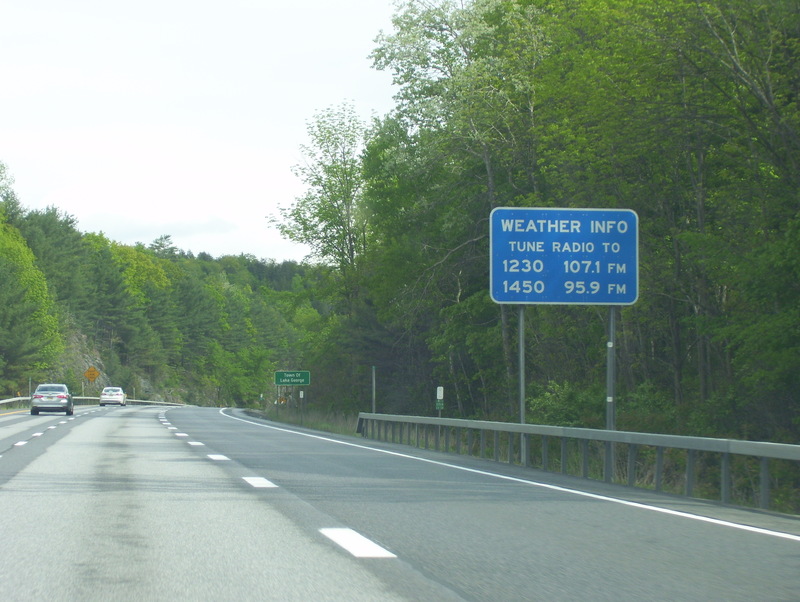 WEATHER INFO
TUNE RADIO TO
1230 107.1 FM
1450 95.9 FM
Town Of
Lake George